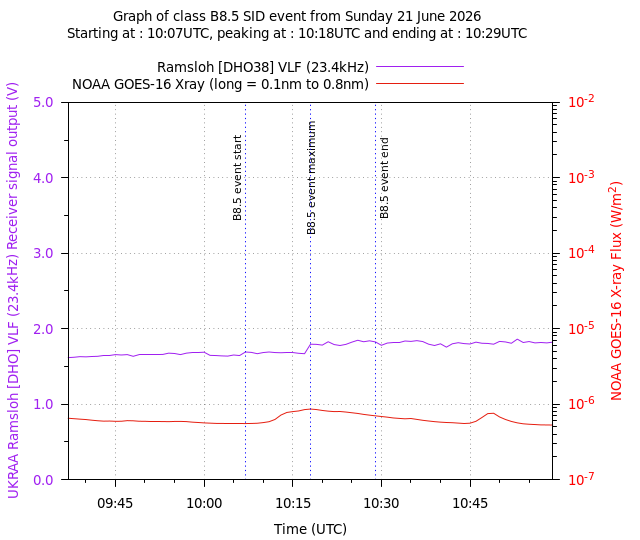 Graph of class B8.5 SID event from Sunday 21 June 2026
Starting at : 10:07UTC, peaking at : 10:18UTC and ending at : 10:29UTC
Ramsloh [DHO38] VLF (23.4kHz)
NOAA GOES-16 Xray (long = 0.1nm to 0.8nm)
UKRAA Ramsloh [DHO] VLF (23.4kHz) Receiver signal output (V)
5.0
4.0
3.0
2.0
1.0
0.0
B8.5 event start
B8.5 event maximum
B8.5 event end
10-2
10-3
10-4
10-5
10-6
10-7
NOAA GOES-16 X-ray Flux (W/m2)
09:45 10:00 10:15 10:30 10:45
Time (UTC)